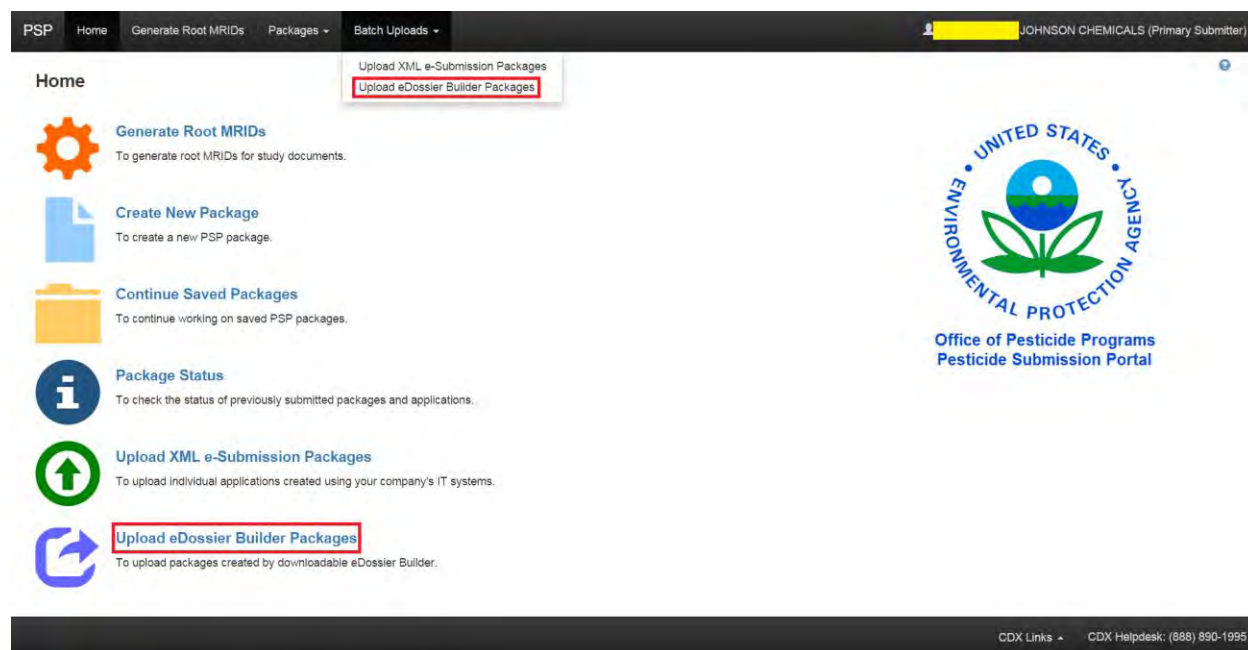 PSP Home Generate Root MRIDs Packages Batch Uploads JOHNSON CHEMICALS (Primary Submitter)
Upload XML e-Submission Packages
Upload eDossier Builder Packages
Home
Generate Root MRIDs
To generate root MRIDs for study documents.
Create New Package
To create a new PSP package.
Continue Saved Packages
To continue working on saved PSP packages.
Package Status
To check the status of previously submitted packages and applications.
Upload XML e-Submission Packages
To upload individual applications created using your company's IT systems.
Upload eDossier Builder Packages
To upload packages created by downloadable eDossier Builder.
UNITED STATES
ENVIRONMENTAL PROTECTION AGENCY
Office of Pesticide Programs
Pesticide Submission Portal
CDX Links CDX Helpdesk: (888) 890-1995